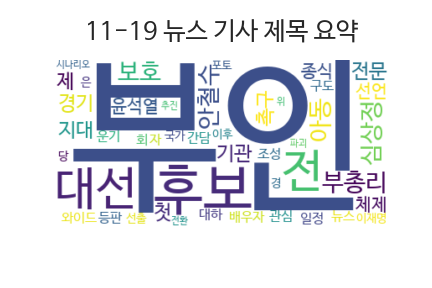 11-19 뉴스 기사 제목 요약
시나리오
포토
제
은
보호
종식
전문
부인
경기
윤석열
추진
안철수
촉구
위
구도
선언
아동
심상정
지대
운기
회자
국가
간담
이후
파괴
당
기관
조성
전
대선
후보
경
부총리
체제
첫
와이드
등판
선출
전환
대하
배우자
관심
일정
뉴스
이재명